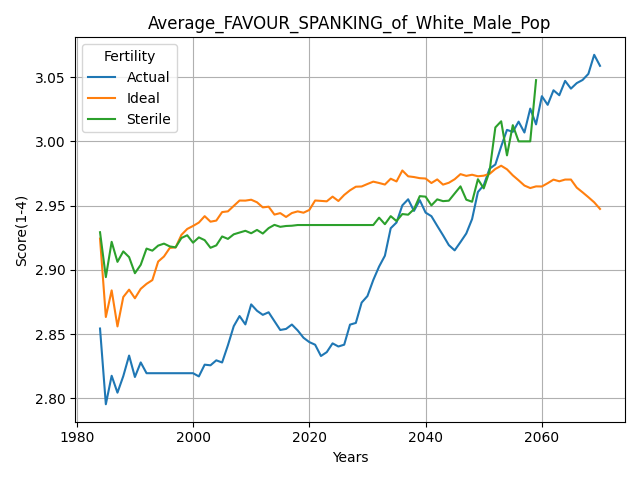 Average_FAVOUR_SPANKING_of_White_Male_Pop
Fertility
Actual
Ideal
Sterile
Score(1-4)
3.05
3.00
2.95
2.90
2.85
2.80
1980
2000
2020
2040
2060
Years